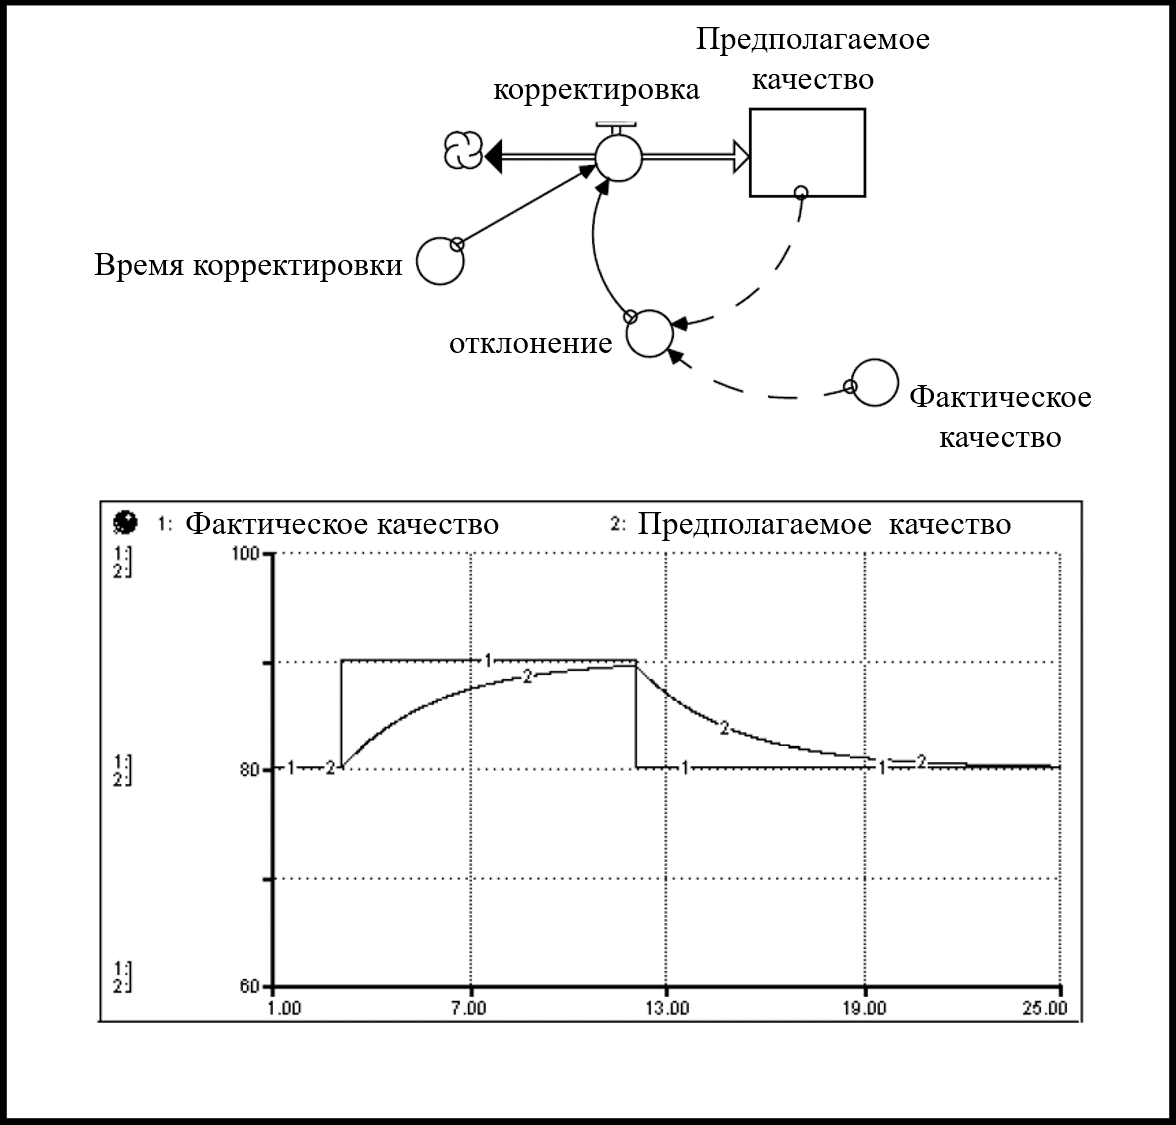 Предполагаемое
качество
корректировка
Время корректировки
отклонение
Фактическое
качество
1: Фактическое качество 2: Предполагаемое качество
1:
2:
100
1 2 1 2 2 1 1 2
1:
2:
80
1:
2:
60
1.00 7.00 13.00 19.00 25.00